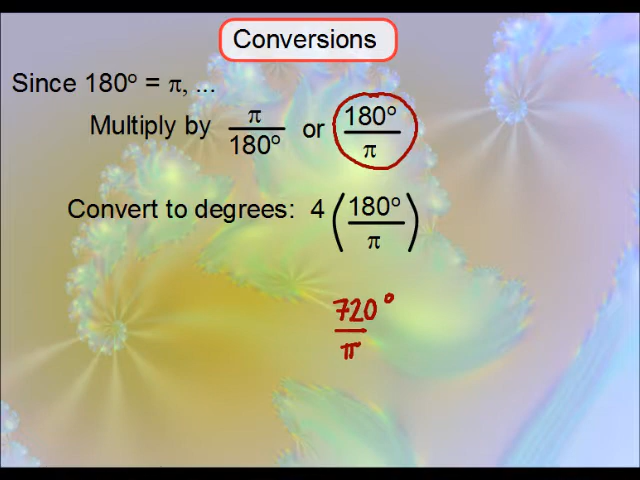 Conversions
Since 180° = π, ...
Multiply by π/180° or 180°/π
Convert to degrees: 4(180°/π)
720°/π